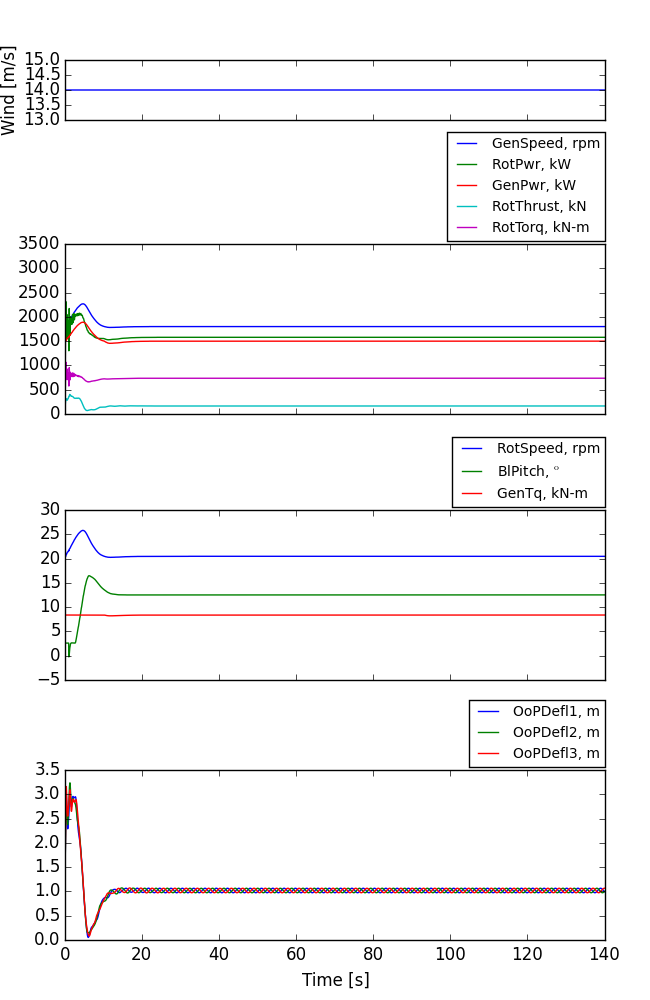 Wind [m/s]
15.0
14.5
14.0
13.5
13.0
GenSpeed, rpm
RotPwr, kW
GenPwr, kW
RotThrust, kN
RotTorq, kN-m
3500
3000
2500
2000
1500
1000
500
0
RotSpeed, rpm
BlPitch, °
GenTq, kN-m
30
25
20
15
10
5
0
−5
OoPDefl1, m
OoPDefl2, m
OoPDefl3, m
3.5
3.0
2.5
2.0
1.5
1.0
0.5
0.0
0 20 40 60 80 100 120 140
Time [s]